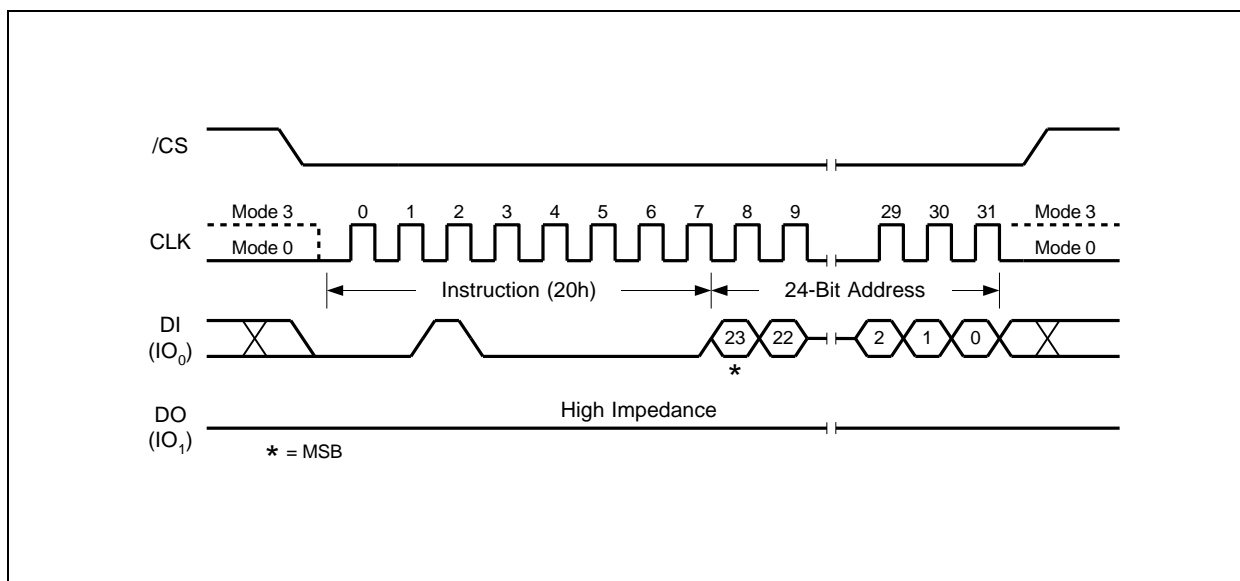 /CS
Mode 3 0 1 2 3 4 5 6 7 8 9 29 30 31 Mode 3
CLK Mode 0 Mode 0
Instruction (20h) 24-Bit Address
DI
(IO0) 23 22 2 1 0
*
High Impedance
DO
(IO1)
* = MSB